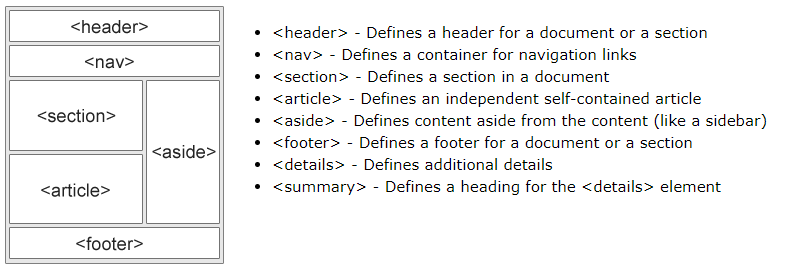 <header>
<nav>
<section>
<aside>
<article>
<footer>
<header> - Defines a header for a document or a section
<nav> - Defines a container for navigation links
<section> - Defines a section in a document
<article> - Defines an independent self-contained article
<aside> - Defines content aside from the content (like a sidebar)
<footer> - Defines a footer for a document or a section
<details> - Defines additional details
<summary> - Defines a heading for the <details> element